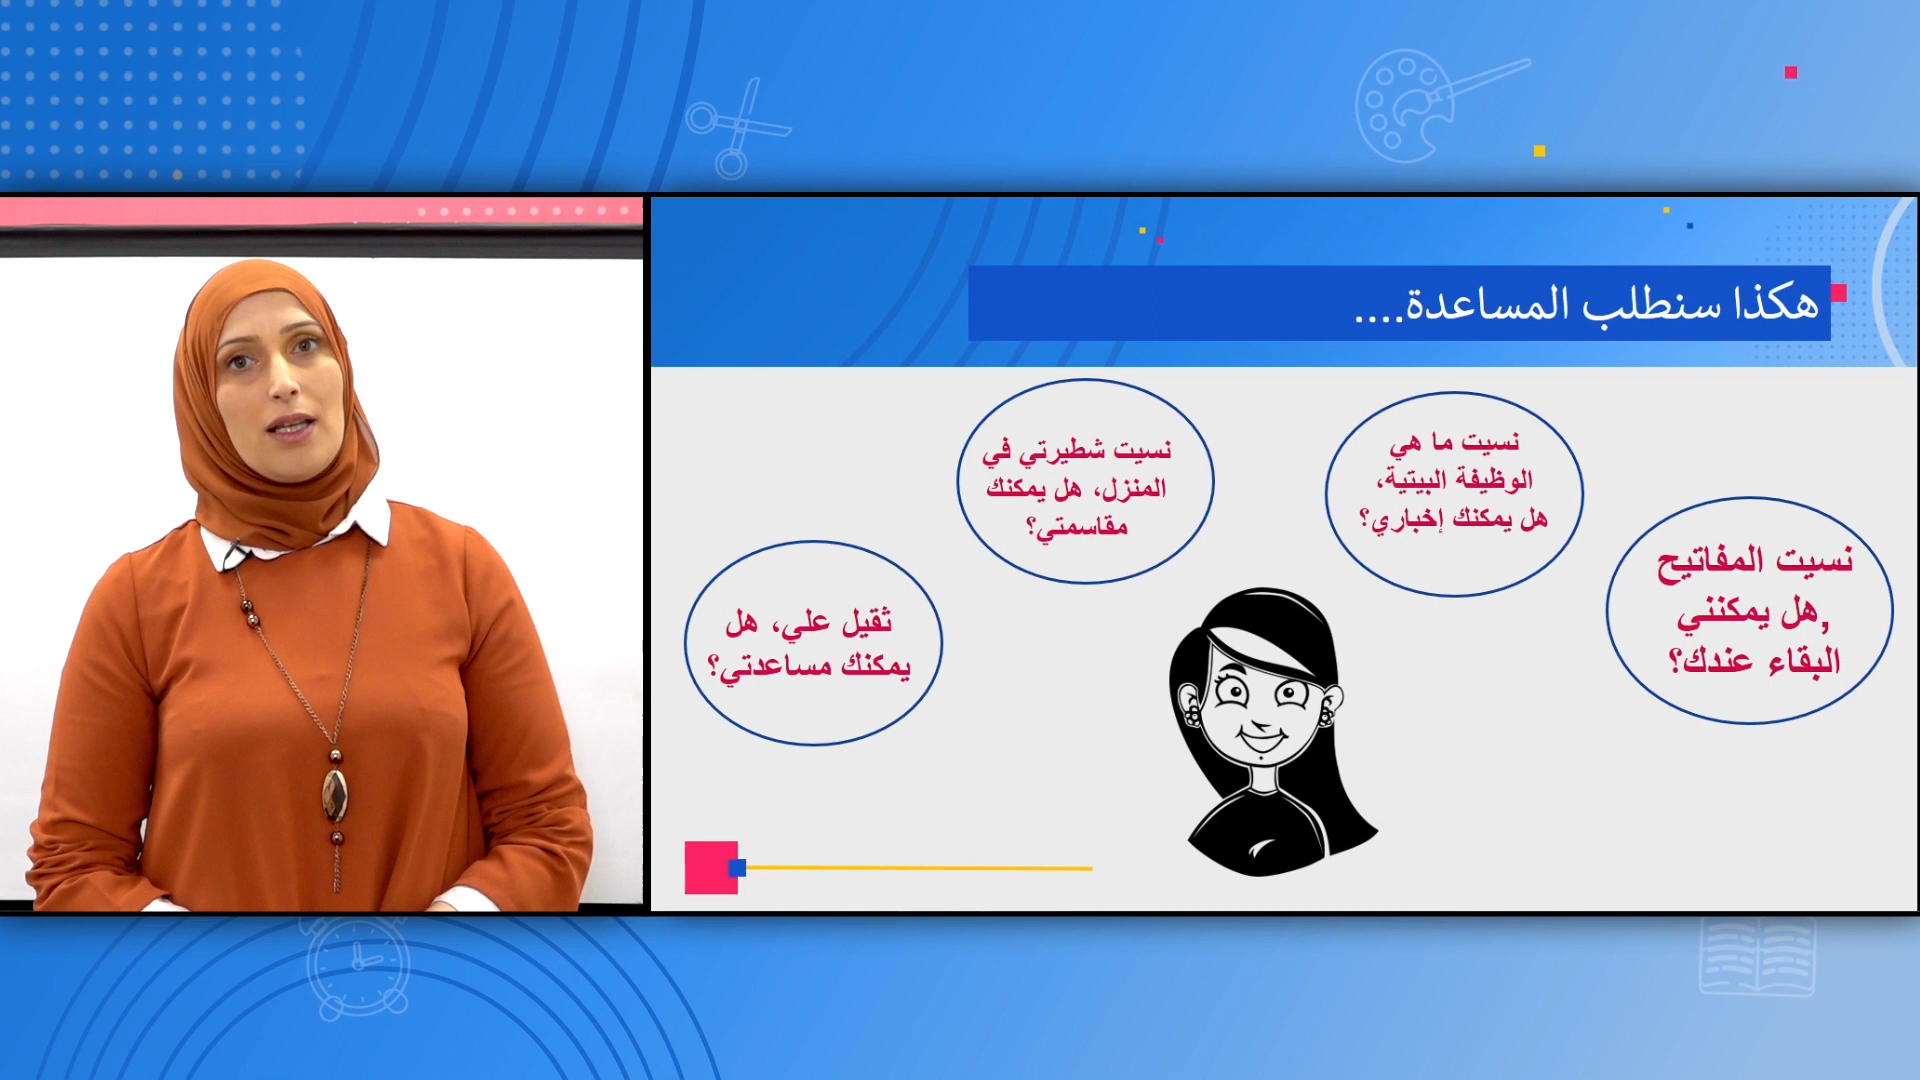 هكذا سنطلب المساعدة....
نسيت المفاتيح
,هل يمكنني
البقاء عندك؟
نسيت ما هي
الوظيفة البيتية،
هل يمكنك إخباري؟
نسيت شطيرتي في
المنزل، هل يمكنك
مقاسمتي؟
ثقيل علي، هل
يمكنك مساعدتي؟